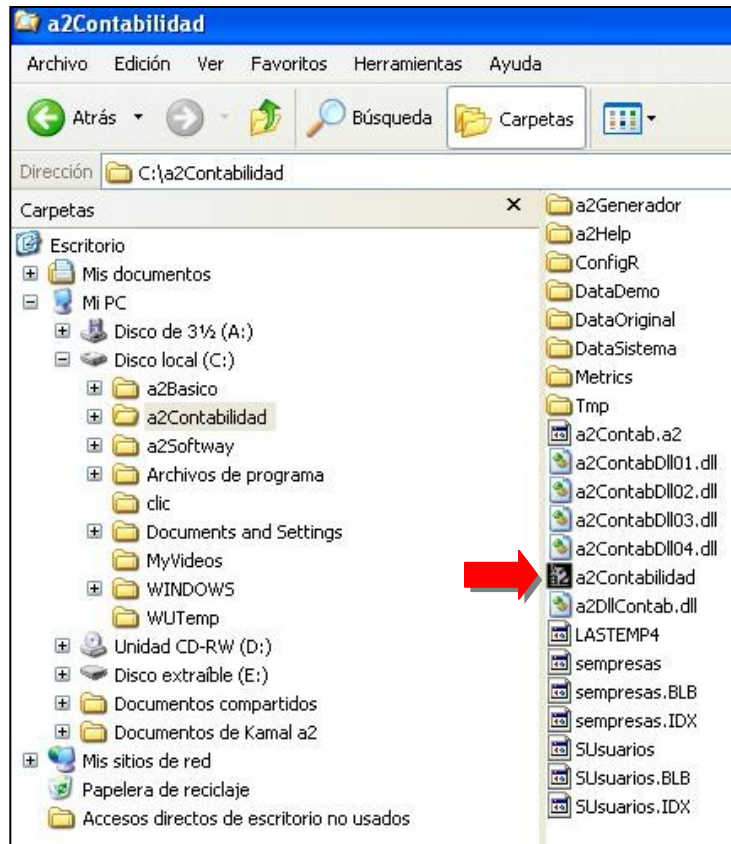 a2Contabilidad
Archivo Edición Ver Favoritos Herramientas Ayuda
Atrás Búsqueda Carpetas
Dirección C:\a2Contabilidad
Carpetas
Escritorio
Mis documentos
Mi PC
Disco de 3½ (A:)
Disco local (C:)
a2Basico
a2Contabilidad
a2Softway
Archivos de programa
clic
Documents and Settings
MyVideos
WINDOWS
WUTemp
Unidad CD-RW (D:)
Disco extraíble (E:)
Documentos compartidos
Documentos de Kamal a2
Mis sitios de red
Papelera de reciclaje
Accesos directos de escritorio no usados
a2Generador
a2Help
ConfigR
DataDemo
DataOriginal
DataSistema
Metrics
Tmp
a2Contab.a2
a2ContabDll01.dll
a2ContabDll02.dll
a2ContabDll03.dll
a2ContabDll04.dll
a2Contabilidad
a2DllContab.dll
LASTEMP4
sempresas
sempresas.BLB
sempresas.IDX
SUsuarios
SUsuarios.BLB
SUsuarios.IDX